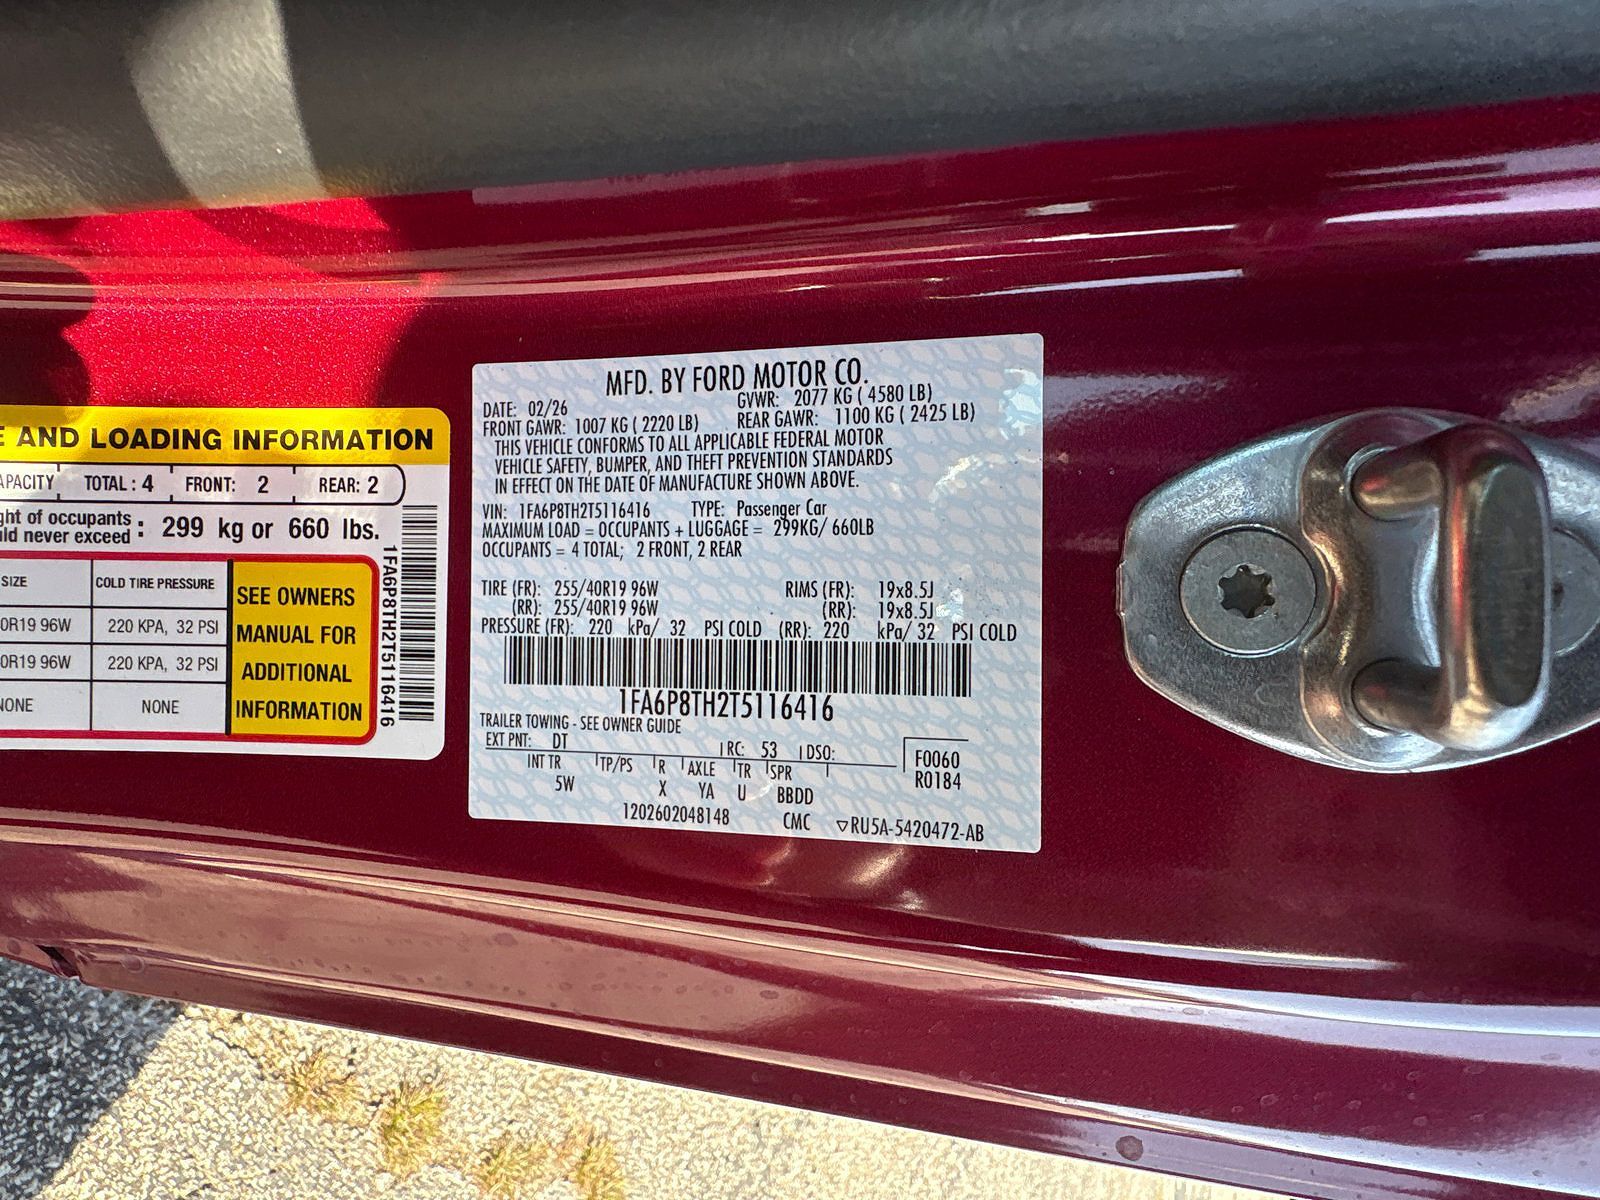 E AND LOADING INFORMATION
APACITY TOTAL : 4 FRONT: 2 REAR: 2
ght of occupants
uld never exceed : 299 kg or 660 lbs.
SIZE COLD TIRE PRESSURE
0R19 96W 220 KPA, 32 PSI
0R19 96W 220 KPA, 32 PSI
NONE NONE
SEE OWNERS
MANUAL FOR
ADDITIONAL
INFORMATION
1FA6P8TH2T5116416
MFD. BY FORD MOTOR CO.
DATE: 02/26 GVWR: 2077 KG ( 4580 LB)
FRONT GAWR: 1007 KG ( 2220 LB) REAR GAWR: 1100 KG ( 2425 LB)
THIS VEHICLE CONFORMS TO ALL APPLICABLE FEDERAL MOTOR
VEHICLE SAFETY, BUMPER, AND THEFT PREVENTION STANDARDS
IN EFFECT ON THE DATE OF MANUFACTURE SHOWN ABOVE.
VIN: 1FA6P8TH2T5116416 TYPE: Passenger Car
MAXIMUM LOAD = OCCUPANTS + LUGGAGE = 299KG/ 660LB
OCCUPANTS = 4 TOTAL; 2 FRONT, 2 REAR
TIRE (FR): 255/40R19 96W RIMS (FR): 19x8.5J
(RR): 255/40R19 96W (RR): 19x8.5J
PRESSURE (FR): 220 kPa/ 32 PSI COLD (RR): 220 kPa/ 32 PSI COLD
1FA6P8TH2T5116416
TRAILER TOWING - SEE OWNER GUIDE
EXT PNT: DT RC: 53 DSO:
INT TR TP/PS R AXLE TR SPR
5W X YA U BBDD
F0060
R0184
1202602048148 CMC ▽RU5A-5420472-AB